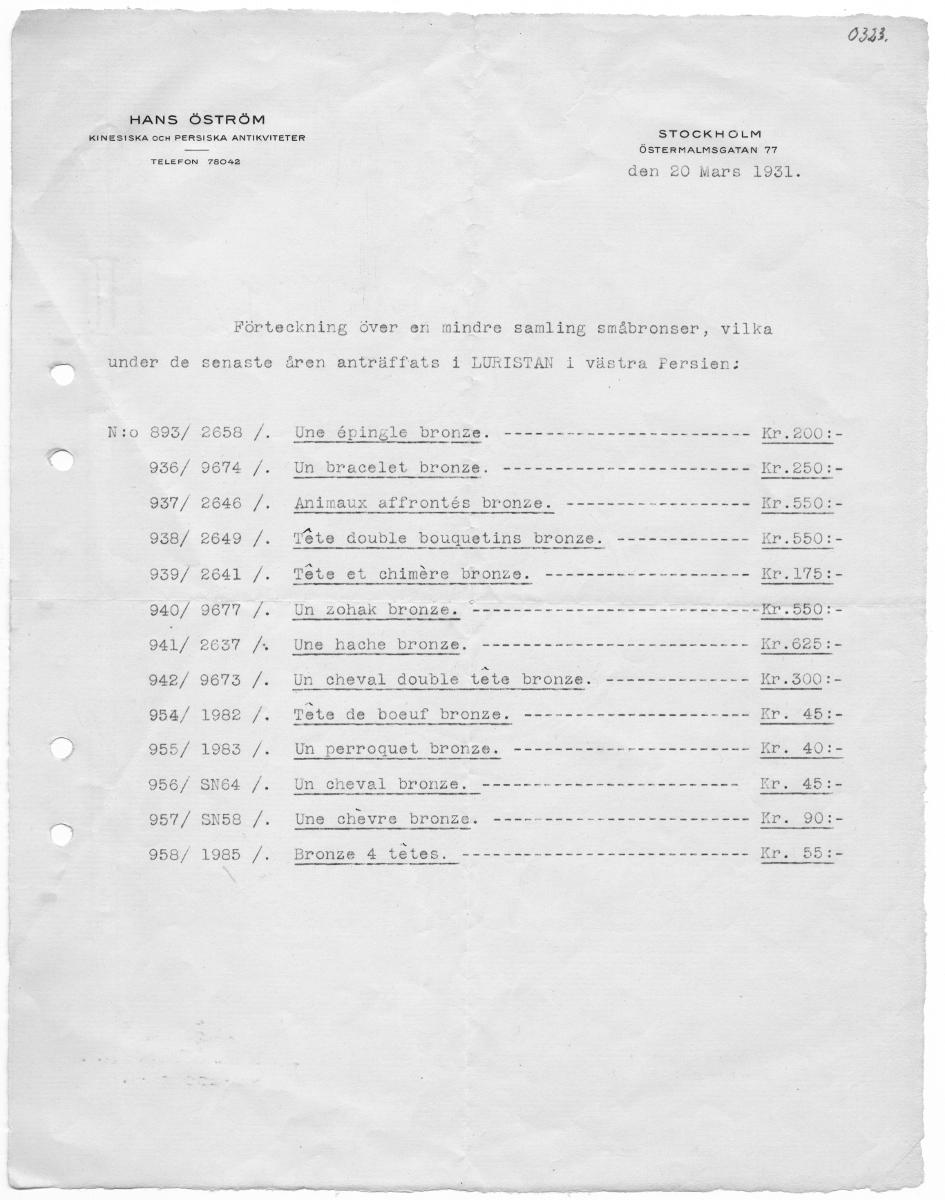 0323.
HANS ÖSTRÖM
KINESISKA OCH PERSISKA ANTIKVITETER
TELEFON 78042
STOCKHOLM
ÖSTERMALMSGATAN 77
den 20 Mars 1931.
Förteckning över en mindre samling småbronser, vilka
under de senaste åren anträffats i LURISTAN i västra Persien:
N:o 893/ 2658 /. Une épingle bronze. ------------------------ Kr.200:-
936/ 9674 /. Un bracelet bronze. ------------------------ Kr.250:-
937/ 2646 /. Animaux affrontés bronze. ------------------ Kr.550:-
938/ 2649 /. Tête double bouquetins bronze. ------------- Kr.550:-
939/ 2641 /. Tête et chimère bronze. -------------------- Kr.175:-
940/ 9677 /. Un zohak bronze. ----------------------------Kr.550:-
941/ 2637 /. Une hache bronze. -------------------------- Kr.625:-
942/ 9673 /. Un cheval double tête bronze. -------------- Kr.300:-
954/ 1982 /. Tête de boeuf bronze. ---------------------- Kr. 45:-
955/ 1983 /. Un perroquet bronze. ----------------------- Kr. 40:-
956/ SN64 /. Un cheval bronze. ------------------------- Kr. 45:-
957/ SN58 /. Une chèvre bronze. ------------------------- Kr. 90:-
958/ 1985 /. Bronze 4 têtes. ---------------------------- Kr. 55:-